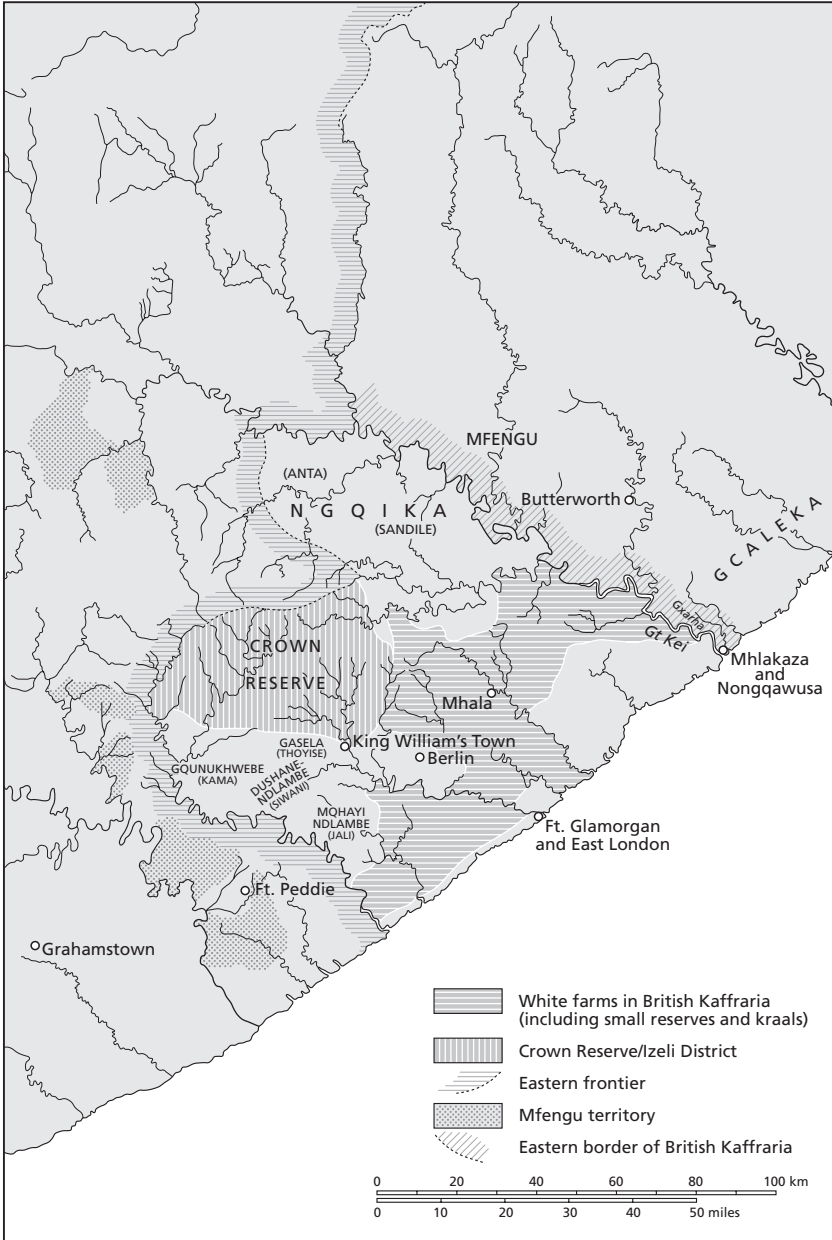 MFENGU
(ANTA)
NGQIKA
(SANDILE)
Butterworth
GCALEKA
Gxarha
Gt Kei
Mhlakaza
and
Nongqawusa
CROWN
RESERVE
Mhala
GASELA
(THOYISE)
King William's Town
Berlin
GQUNUKHWEBE
(KAMA)
DUSHANE-
NDLAMBE
(SIWANI)
MQHAYI
NDLAMBE
(JALI)
Ft. Glamorgan
and East London
Ft. Peddie
Grahamstown
White farms in British Kaffraria
(including small reserves and kraals)
Crown Reserve/Izeli District
Eastern frontier
Mfengu territory
Eastern border of British Kaffraria
0 20 40 60 80 100 km
0 10 20 30 40 50 miles